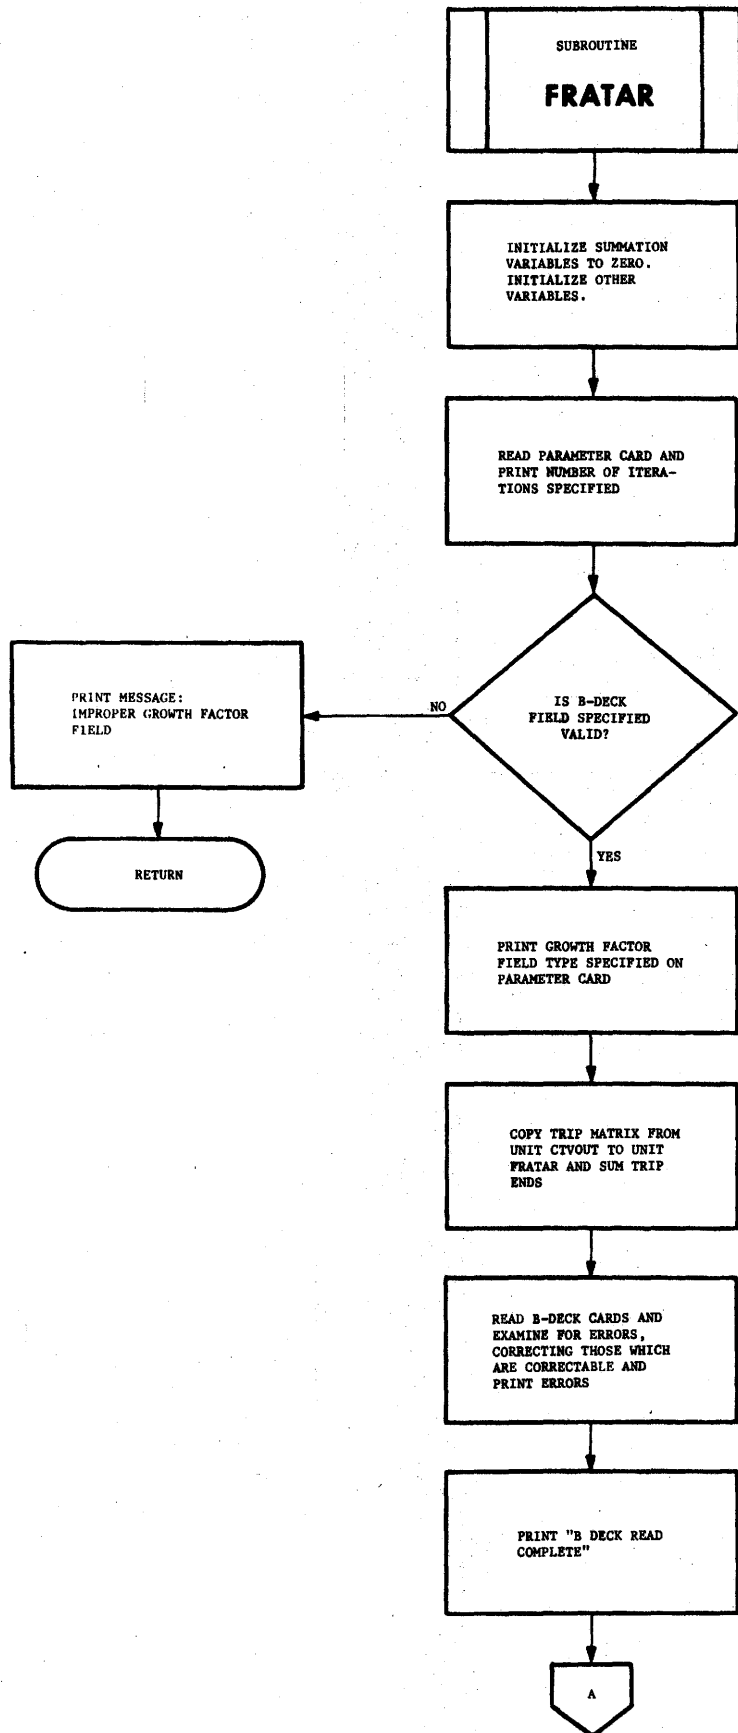 SUBROUTINE
FRATAR
INITIALIZE SUMMATION
VARIABLES TO ZERO.
INITIALIZE OTHER
VARIABLES.
READ PARAMETER CARD AND
PRINT NUMBER OF ITERA-
TIONS SPECIFIED
IS B-DECK
FIELD SPECIFIED
VALID?
NO
PRINT MESSAGE:
IMPROPER GROWTH FACTOR
FIELD
RETURN
YES
PRINT GROWTH FACTOR
FIELD TYPE SPECIFIED ON
PARAMETER CARD
COPY TRIP MATRIX FROM
UNIT CTVOUT TO UNIT
FRATAR AND SUM TRIP
ENDS
READ B-DECK CARDS AND
EXAMINE FOR ERRORS,
CORRECTING THOSE WHICH
ARE CORRECTABLE AND
PRINT ERRORS
PRINT "B DECK READ
COMPLETE"
A